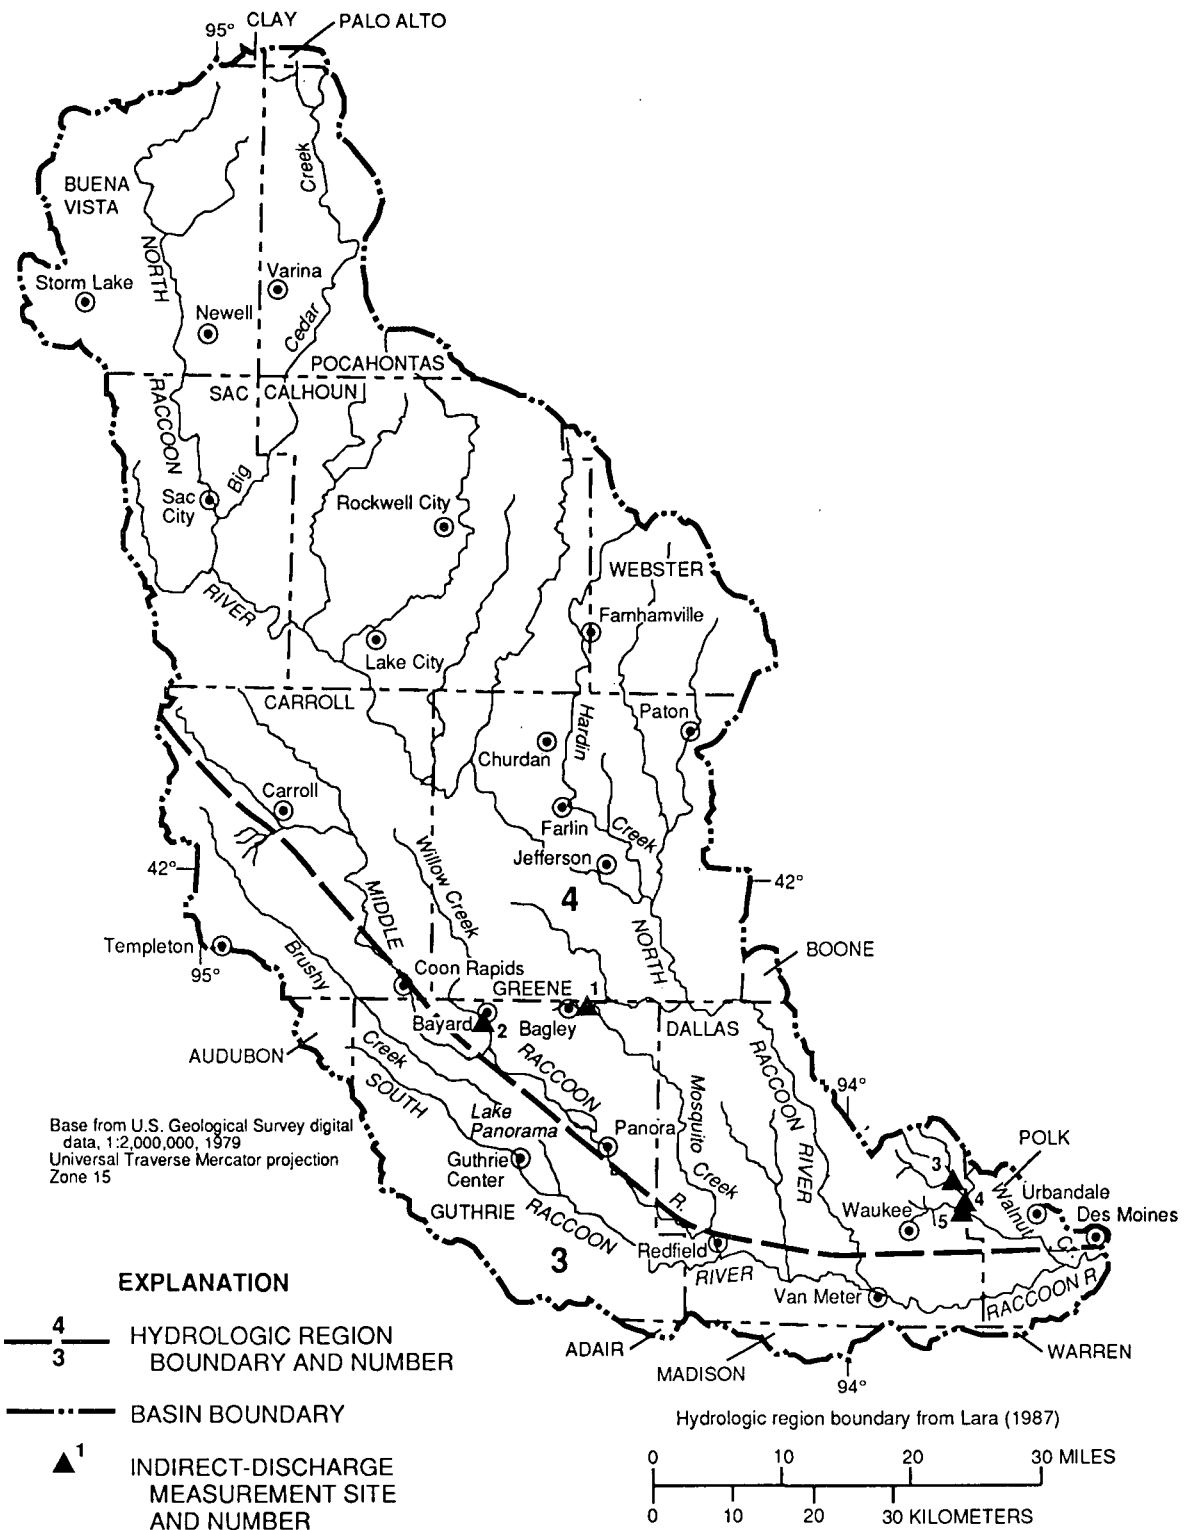 95°
CLAY
PALO ALTO
BUENA
VISTA
Creek
NORTH
Storm Lake
Varina
Newell
Cedar
POCAHONTAS
RACCOON
SAC
CALHOUN
Big
Sac
City
Rockwell City
RIVER
WEBSTER
Farnhamville
Lake City
CARROLL
Hardin
Paton
Churdan
Carroll
Farlin
Creek
Jefferson
42°
42°
Willow Creek
MIDDLE
4
NORTH
Templeton
95°
Brushy
BOONE
Coon Rapids
GREENE
1
Bayard
2
Bagley
DALLAS
AUDUBON
Creek
SOUTH
RACCOON
Mosquito
Creek
RACCOON
RIVER
94°
Base from U.S. Geological Survey digital
data, 1:2,000,000, 1979
Universal Traverse Mercator projection
Zone 15
Lake
Panorama
Panora
POLK
3
Guthrie
Center
4
Walnut
C.
Urbandale
Waukee
5
Des Moines
GUTHRIE
RACCOON
R.
Redfield
3
RIVER
Van Meter
RACCOON R.
ADAIR
MADISON
WARREN
94°
EXPLANATION
4
3
HYDROLOGIC REGION
BOUNDARY AND NUMBER
BASIN BOUNDARY
1
INDIRECT-DISCHARGE
MEASUREMENT SITE
AND NUMBER
Hydrologic region boundary from Lara (1987)
0 10 20 30 MILES
0 10 20 30 KILOMETERS